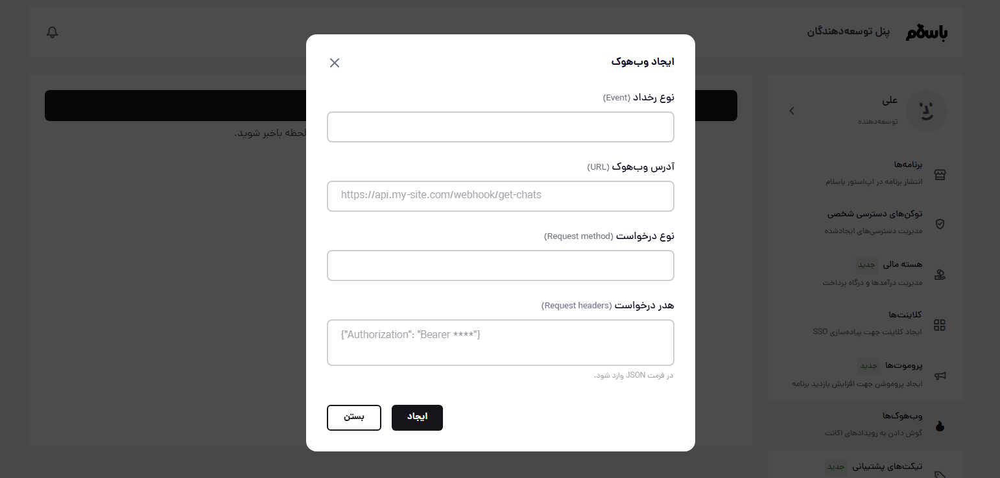 باسلام
پنل توسعه‌دهندگان
علی
توسعه‌دهنده
برنامه‌ها
انتشار برنامه در اپ‌استور باسلام
توکن‌های دسترسی شخصی
مدیریت دسترسی‌های ایجادشده
هسته مالی جدید
مدیریت درآمدها و درگاه پرداخت
کلاینت‌ها
ایجاد کلاینت جهت پیاده‌سازی SSO
پروموت‌ها جدید
ایجاد پروموشن جهت افزایش بازدید برنامه
وب‌هوک‌ها
گوش دادن به رویدادهای اکانت
تیکت‌های پشتیبانی جدید
لحظه باخبر شوید.
ایجاد وب‌هوک
نوع رخداد (Event)
آدرس وب‌هوک (URL)
https://api.my-site.com/webhook/get-chats
نوع درخواست (Request method)
هدر درخواست (Request headers)
{"Authorization": "Bearer ****"}
در فرمت JSON وارد شود.
ایجاد
بستن